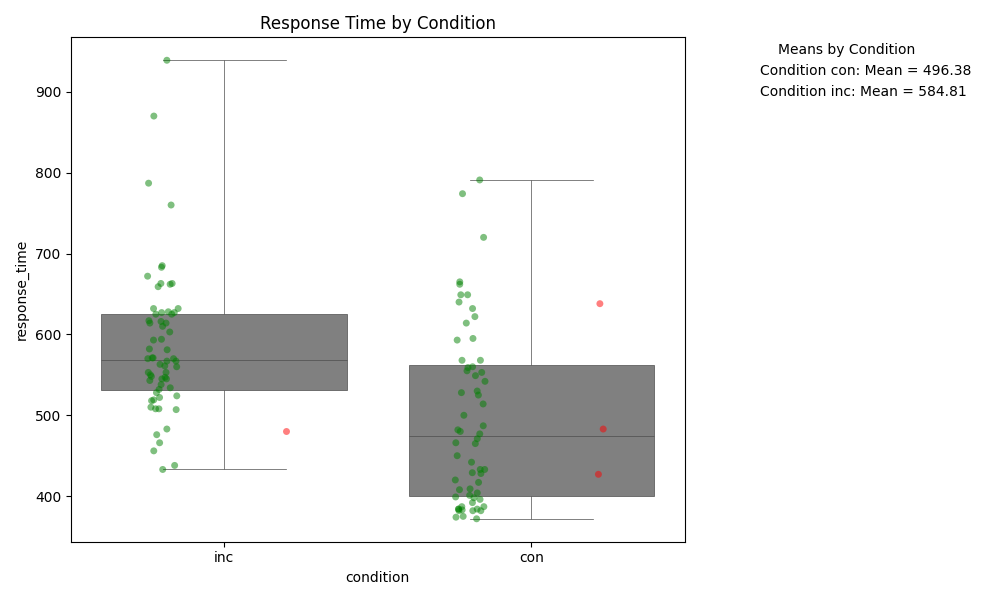 Response Time by Condition
Means by Condition
Condition con: Mean = 496.38
Condition inc: Mean = 584.81
900
800
700
600
500
400
response_time
inc
con
condition